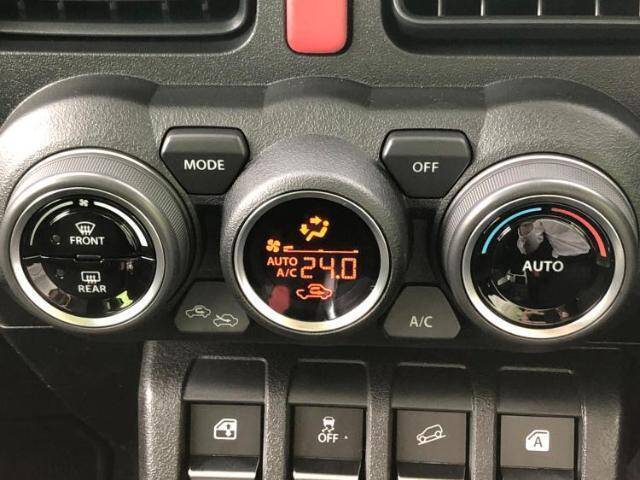 MODE
OFF
FRONT
REAR
AUTO
A/C
24.0
AUTO
A/C
OFF
A